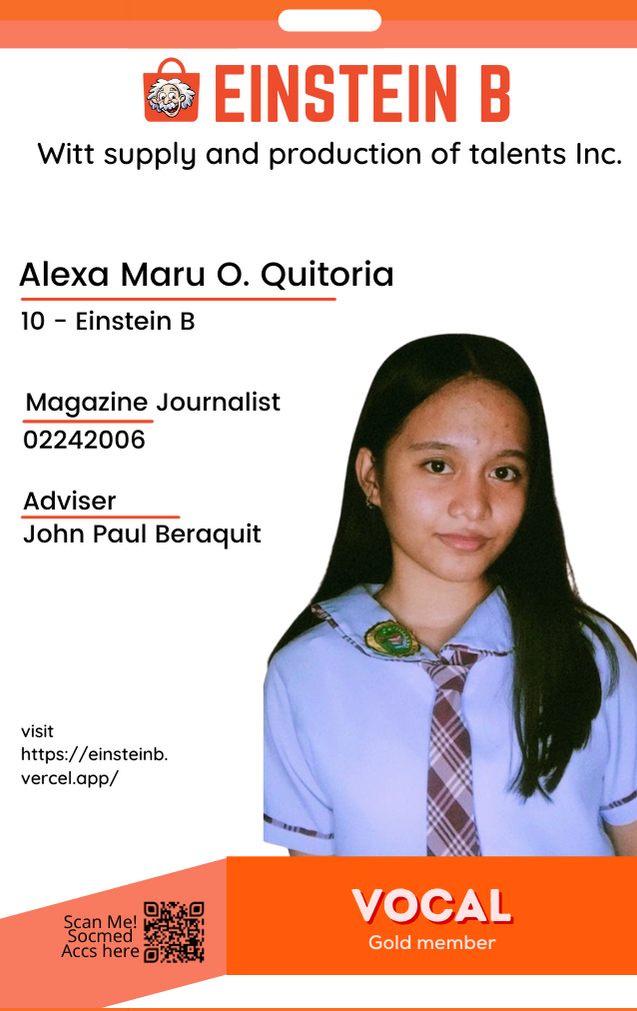 EINSTEIN B
Witt supply and production of talents Inc.
Alexa Maru O. Quitoria
10 - Einstein B
Magazine Journalist
02242006
Adviser
John Paul Beraquit
visit
https://einsteinb.
vercel.app/
Scan Me!
Socmed
Accs here
VOCAL
Gold member